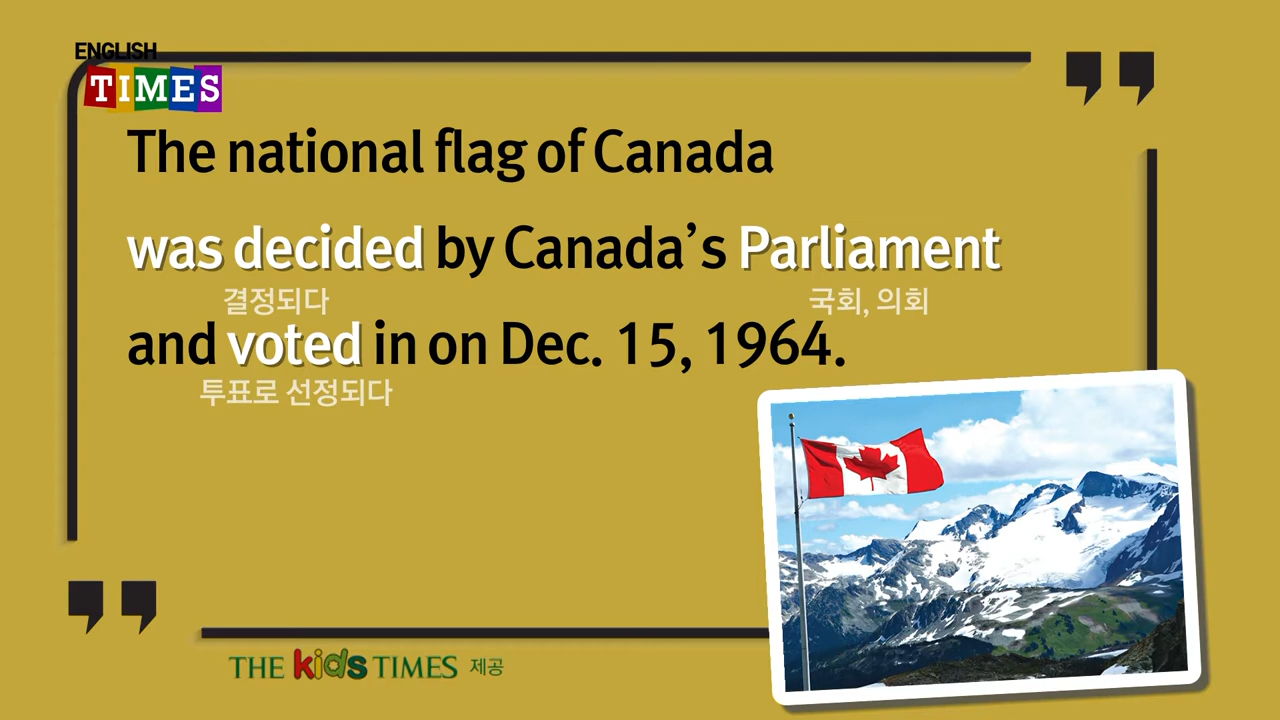 ENGLISH
TIMES
The national flag of Canada
was decided by Canada’s Parliament
결정되다 국회, 의회
and voted in on Dec. 15, 1964.
투표로 선정되다
THE kids TIMES 제공